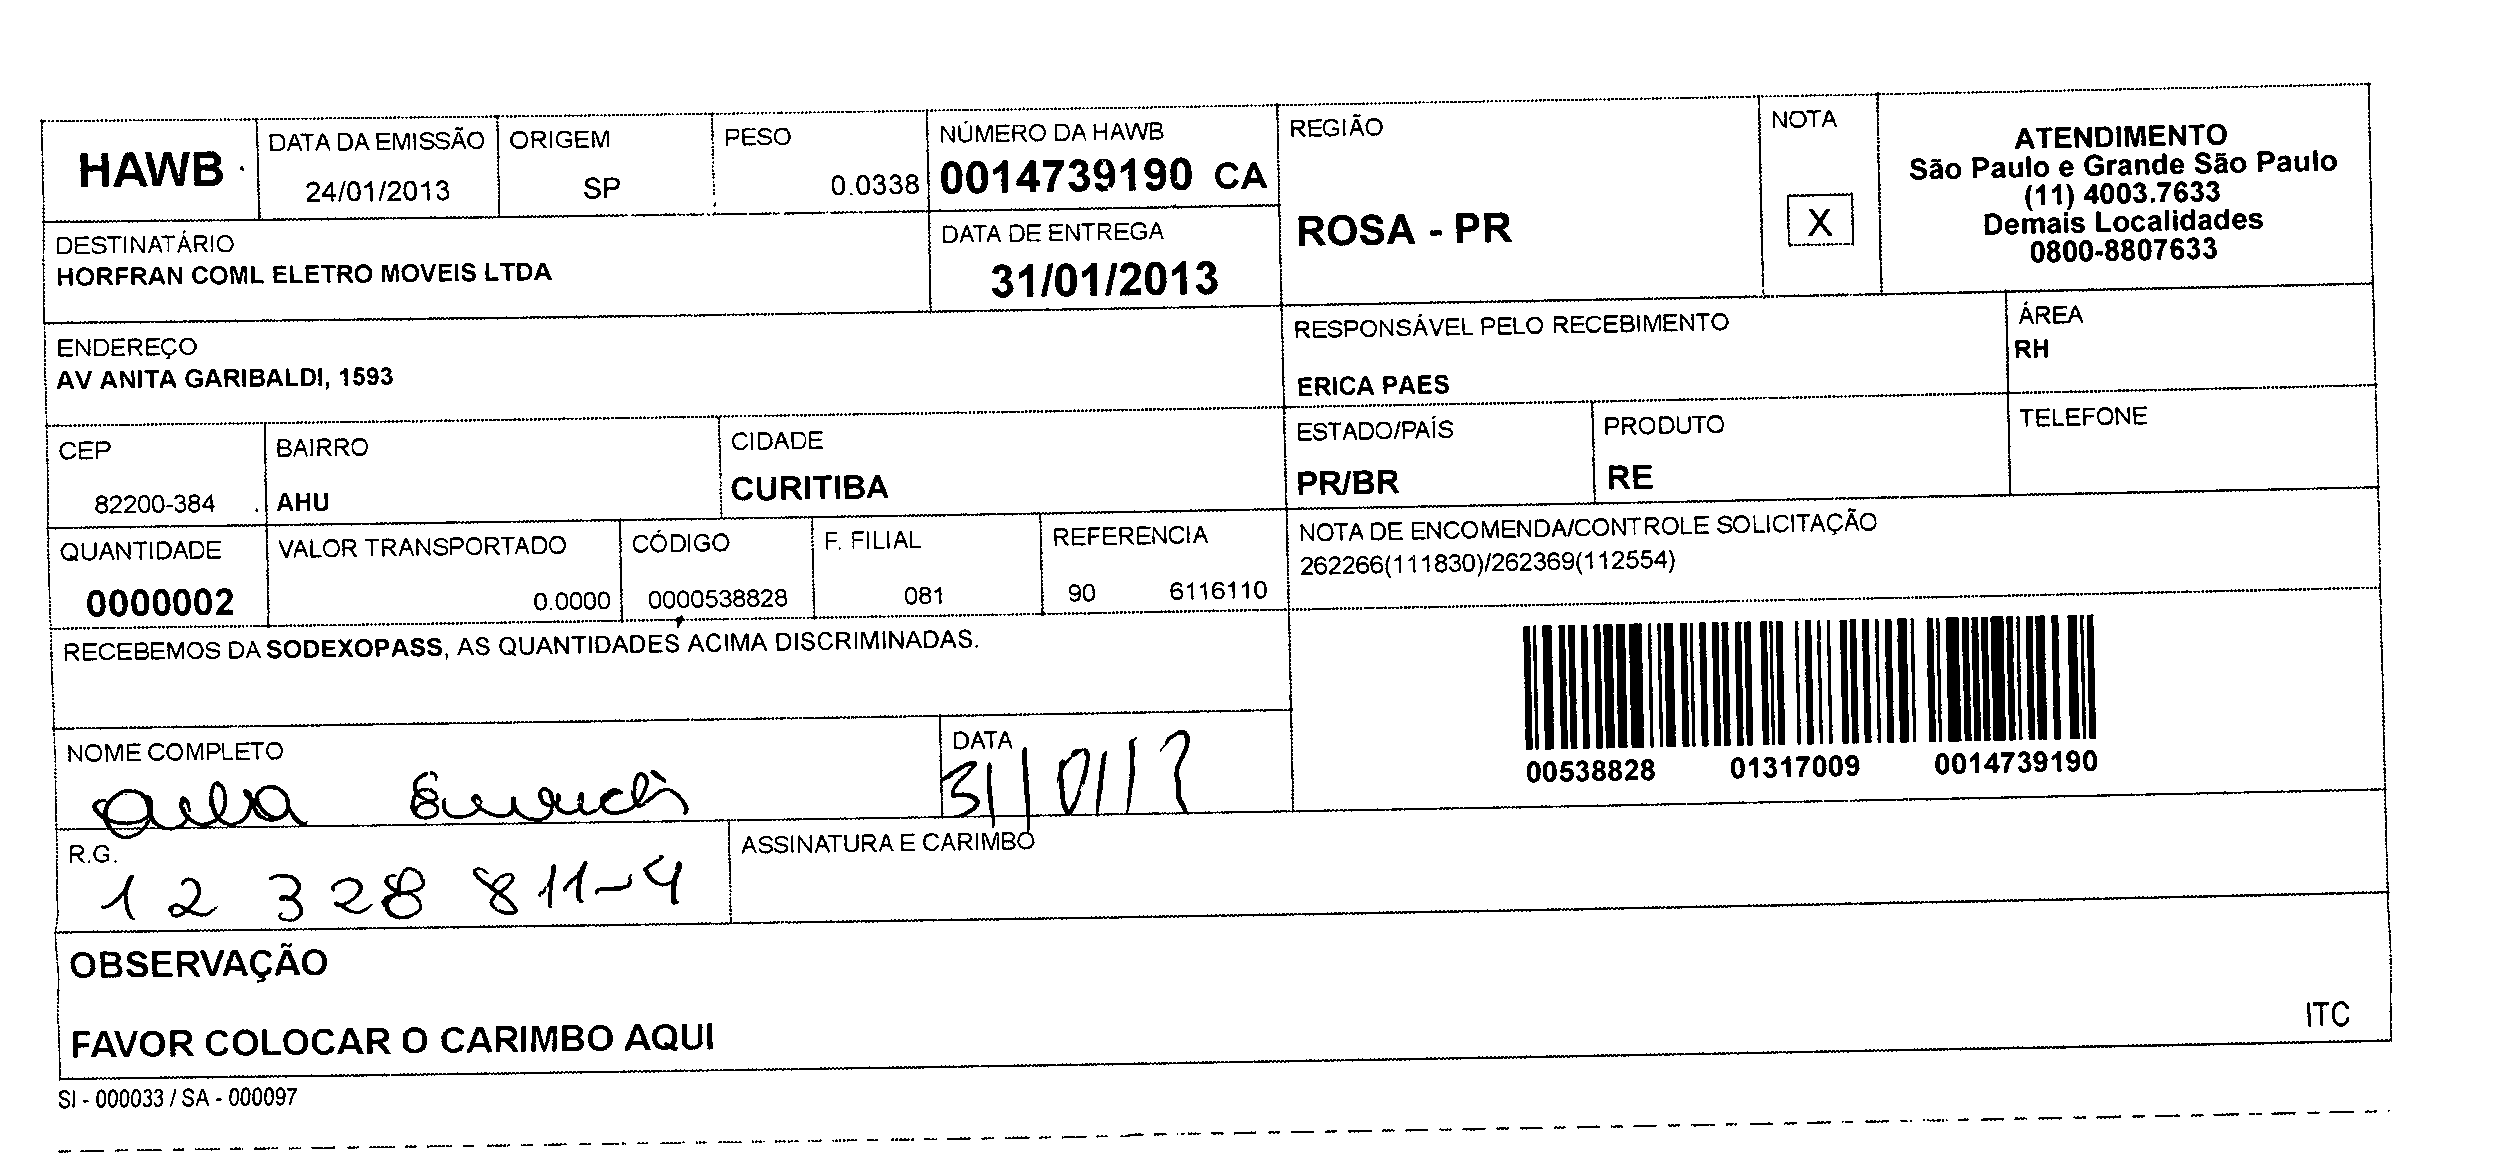 HAWB
DATA DA EMISSÃO
24/01/2013
ORIGEM
SP
PESO
0.0338
NÚMERO DA HAWB
0014739190 CA
REGIÃO
ROSA - PR
NOTA
X
ATENDIMENTO
São Paulo e Grande São Paulo
(11) 4003.7633
Demais Localidades
0800-8807633
DESTINATÁRIO
HORFRAN COML ELETRO MOVEIS LTDA
DATA DE ENTREGA
31/01/2013
ENDEREÇO
AV ANITA GARIBALDI, 1593
RESPONSÁVEL PELO RECEBIMENTO
ERICA PAES
ÁREA
RH
CEP
82200-384
BAIRRO
AHU
CIDADE
CURITIBA
ESTADO/PAÍS
PR/BR
PRODUTO
RE
TELEFONE
QUANTIDADE
0000002
VALOR TRANSPORTADO
0.0000
CÓDIGO
0000538828
F. FILIAL
081
REFERENCIA
90 6116110
NOTA DE ENCOMENDA/CONTROLE SOLICITAÇÃO
262266(111830)/262369(112554)
RECEBEMOS DA SODEXOPASS, AS QUANTIDADES ACIMA DISCRIMINADAS.
00538828 01317009 0014739190
NOME COMPLETO
DATA
31/01/13
R.G.
12 328 811-4
ASSINATURA E CARIMBO
OBSERVAÇÃO
FAVOR COLOCAR O CARIMBO AQUI
ITC
SI - 000033 / SA - 000097